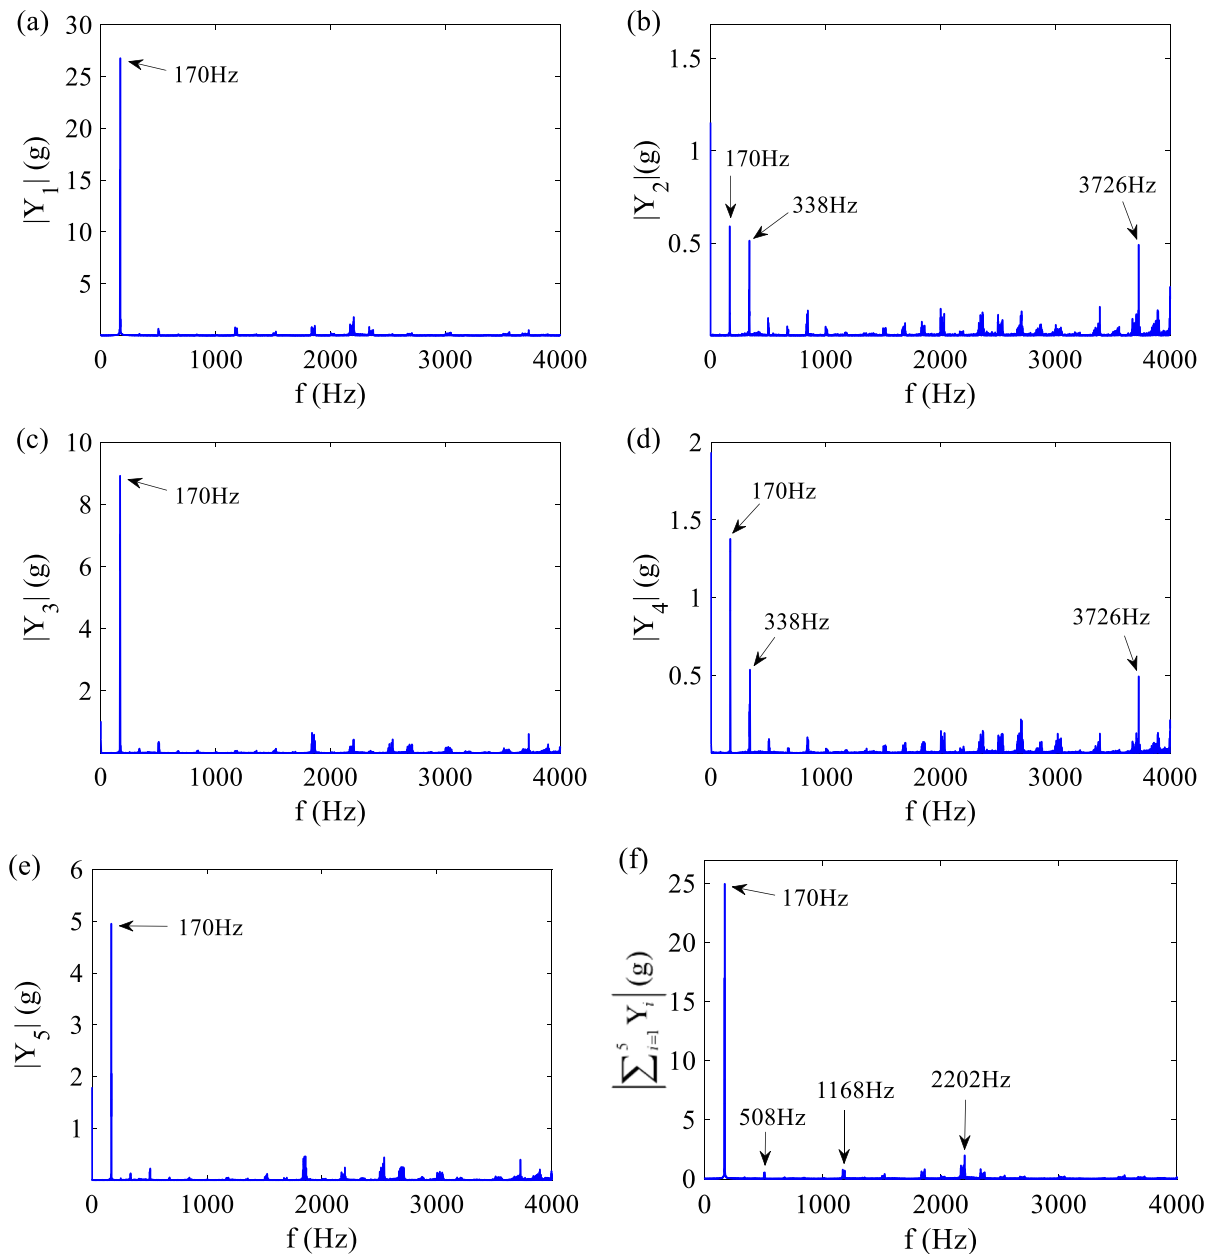 (a)
30
25
20
15
10
5
0 1000 2000 3000 4000
|Y1| (g)
f (Hz)
170Hz
(b)
1.5
1
0.5
0 1000 2000 3000 4000
|Y2|(g)
f (Hz)
170Hz
338Hz
3726Hz
(c)
10
8
6
4
2
0 1000 2000 3000 4000
|Y3| (g)
f (Hz)
170Hz
(d)
2
1.5
1
0.5
0 1000 2000 3000 4000
|Y4| (g)
f (Hz)
170Hz
338Hz
3726Hz
(e)
6
5
4
3
2
1
0 1000 2000 3000 4000
|Y5| (g)
f (Hz)
170Hz
(f)
25
20
15
10
5
0
0 1000 2000 3000 4000
|∑5i=1 Yi| (g)
f (Hz)
170Hz
508Hz
1168Hz
2202Hz